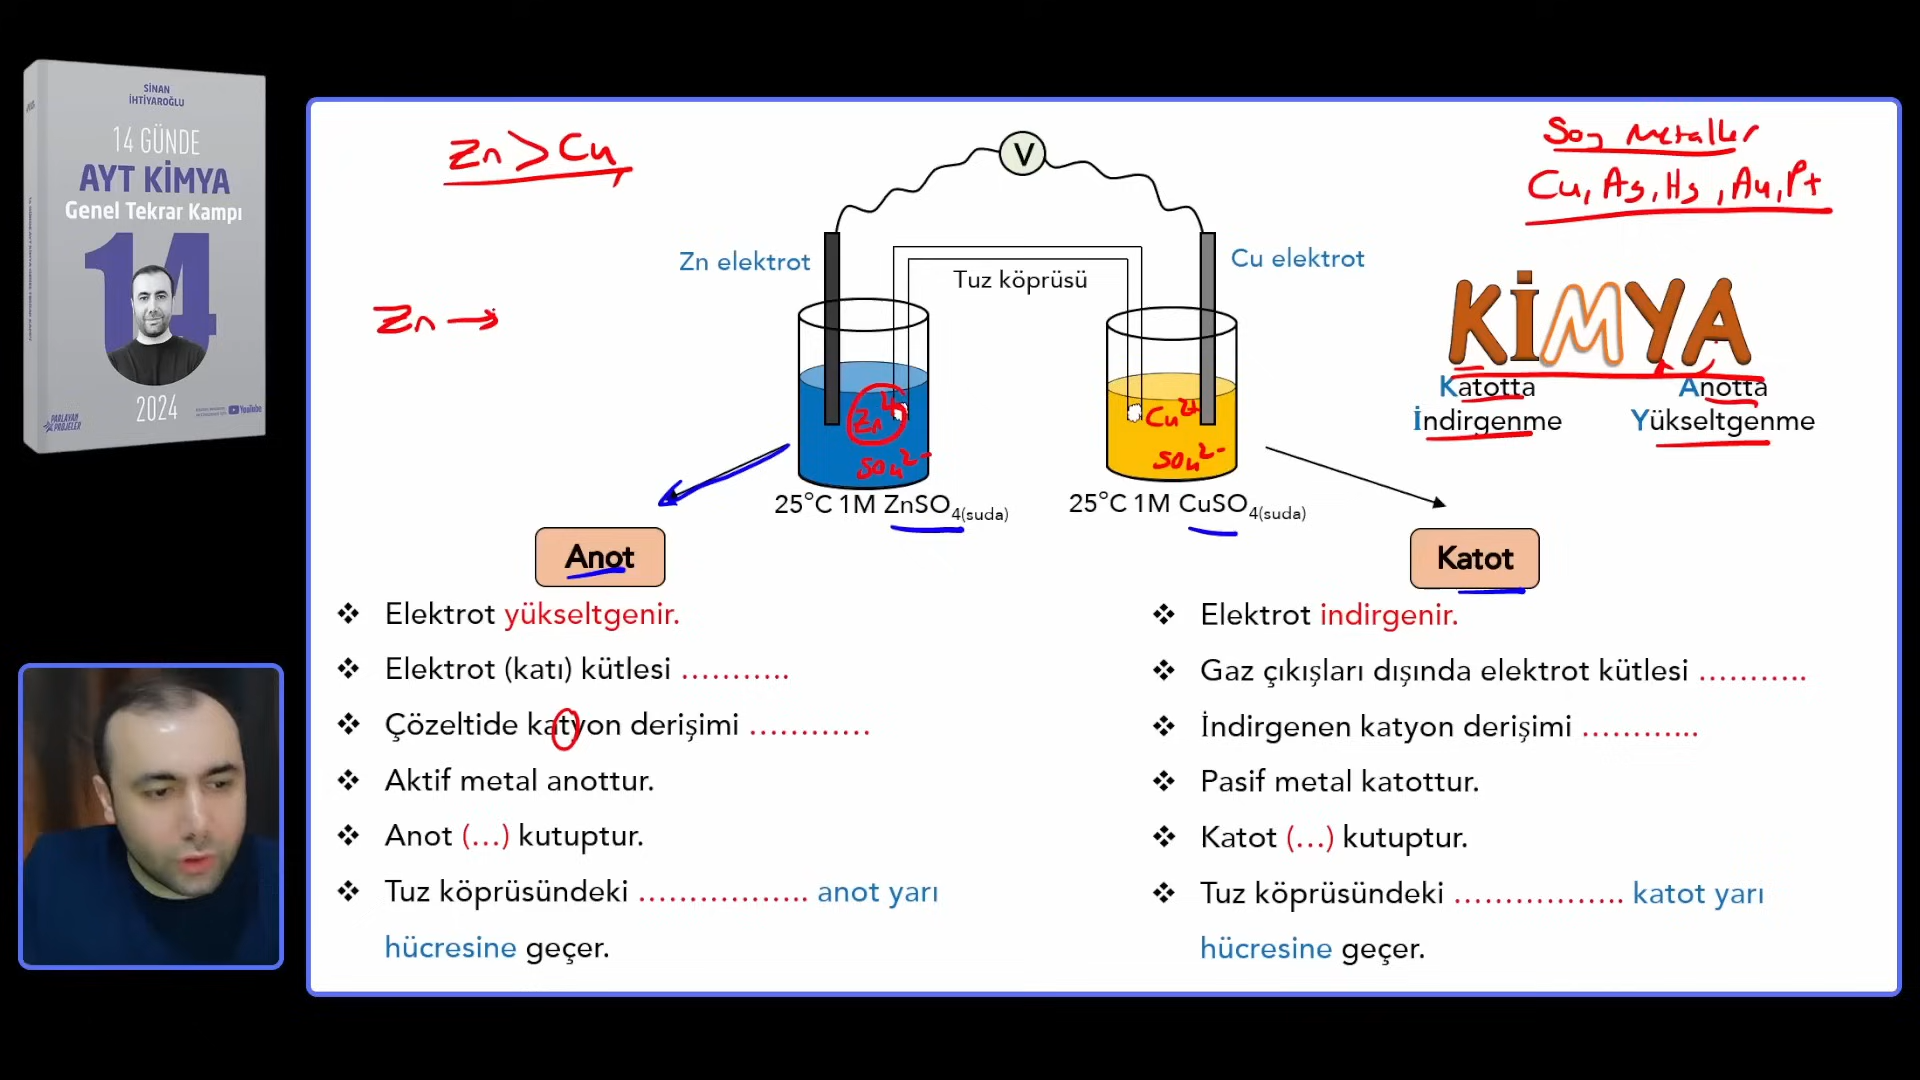 SİNAN
İHTİYAROĞLU
14 GÜNDE
AYT KİMYA
Genel Tekrar Kampı
14
2024
PARLAYAN
PROJELER
YouTube
Zn > Cu
Zn →
V
Soy metaller
Cu, Ag, Hg, Au, Pt
Zn elektrot
Tuz köprüsü
Cu elektrot
KİMYA
Katotta
İndirgenme
Anotta
Yükseltgenme
Zn
SO₄²⁻
Cu²⁺
SO₄²⁻
25°C 1M ZnSO₄(suda)
25°C 1M CuSO₄(suda)
Anot
❖ Elektrot yükseltgenir.
❖ Elektrot (katı) kütlesi ………..
❖ Çözeltide katyon derişimi …………
❖ Aktif metal anottur.
❖ Anot (…) kutuptur.
❖ Tuz köprüsündeki …………….. anot yarı
hücresine geçer.
Katot
❖ Elektrot indirgenir.
❖ Gaz çıkışları dışında elektrot kütlesi ………..
❖ İndirgenen katyon derişimi ………...
❖ Pasif metal katottur.
❖ Katot (…) kutuptur.
❖ Tuz köprüsündeki …………….. katot yarı
hücresine geçer.